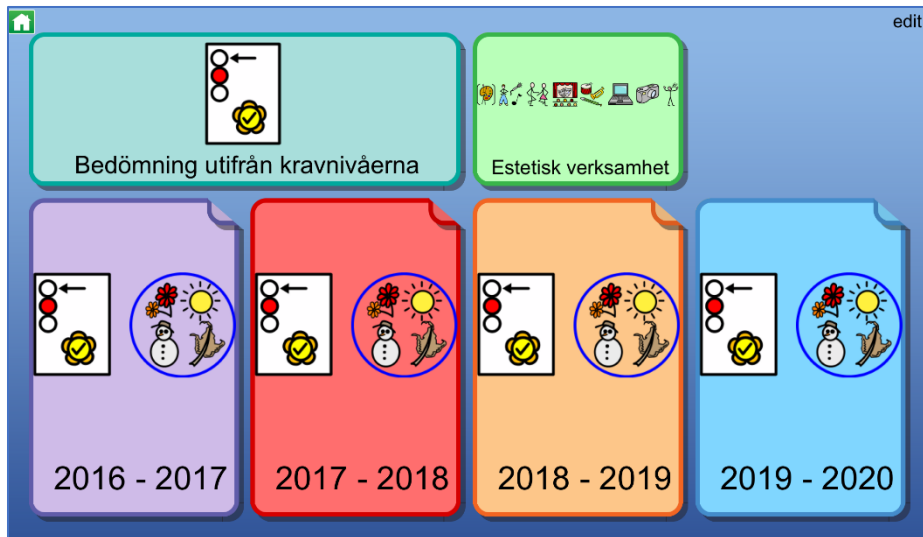 edit
Bedömning utifrån kravnivåerna
Estetisk verksamhet
2016 - 2017
2017 - 2018
2018 - 2019
2019 - 2020